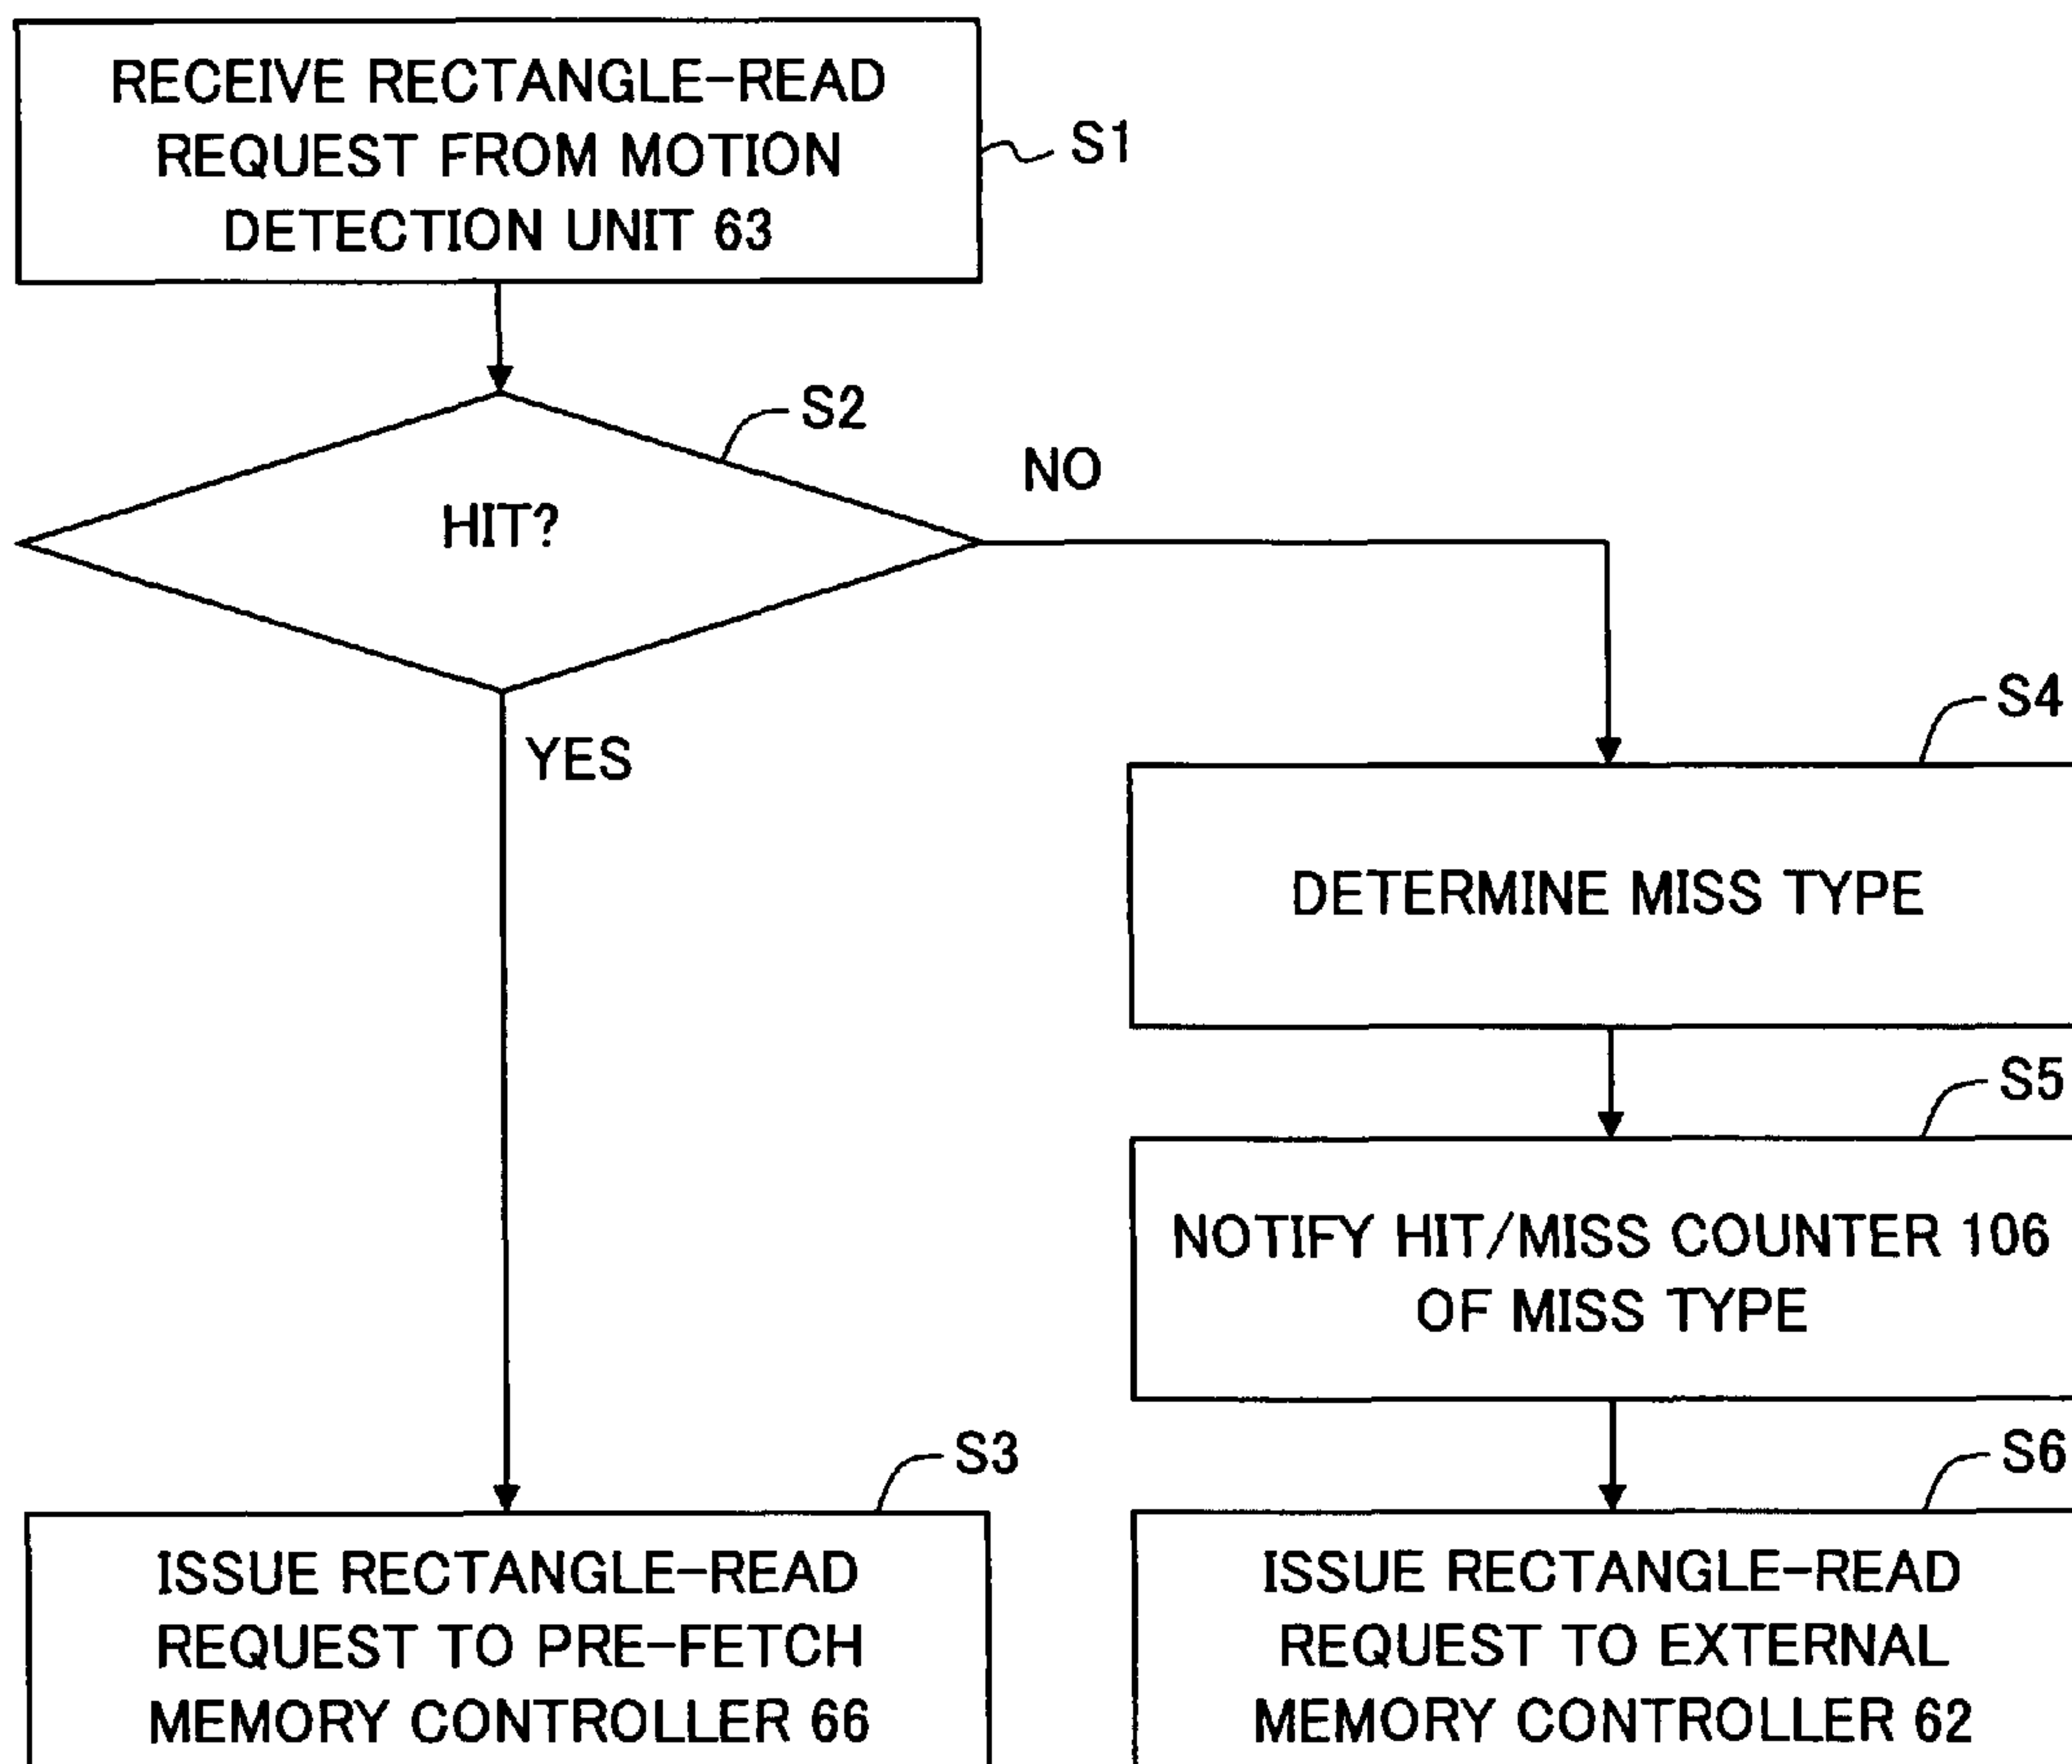 RECEIVE RECTANGLE-READ
REQUEST FROM MOTION
DETECTION UNIT 63
S1
S2
HIT?
NO
YES
S4
DETERMINE MISS TYPE
S5
NOTIFY HIT/MISS COUNTER 106
OF MISS TYPE
S3
ISSUE RECTANGLE-READ
REQUEST TO PRE-FETCH
MEMORY CONTROLLER 66
S6
ISSUE RECTANGLE-READ
REQUEST TO EXTERNAL
MEMORY CONTROLLER 62